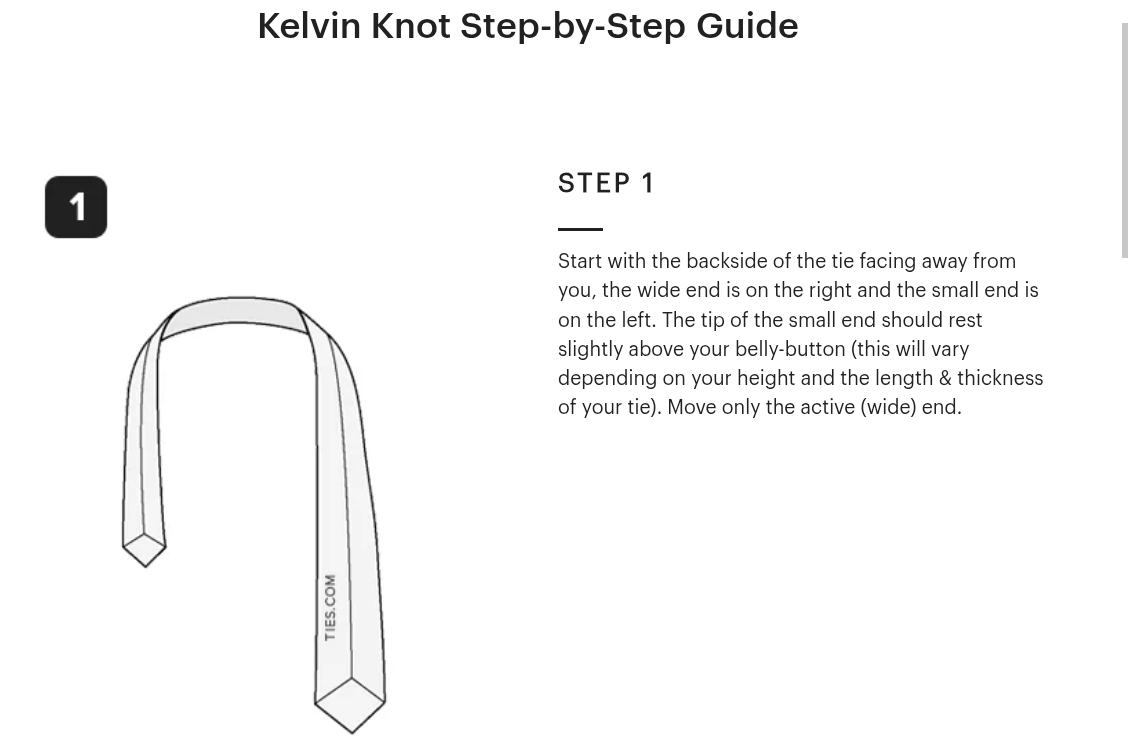 Kelvin Knot Step-by-Step Guide
1
STEP 1
Start with the backside of the tie facing away from
you, the wide end is on the right and the small end is
on the left. The tip of the small end should rest
slightly above your belly-button (this will vary
depending on your height and the length & thickness
of your tie). Move only the active (wide) end.
TIES.COM